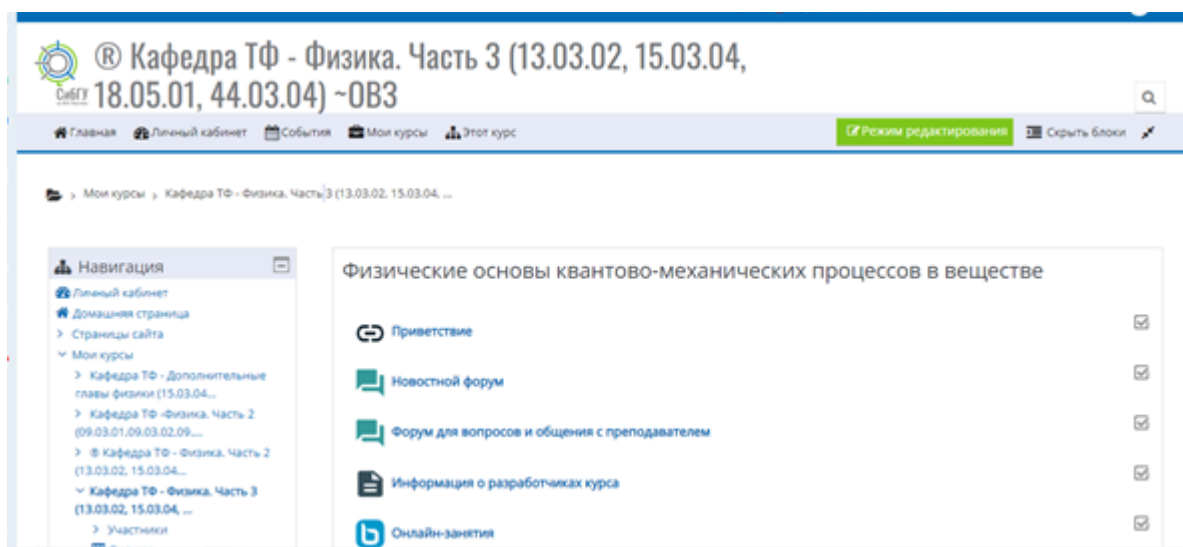 ® Кафедра ТФ - Физика. Часть 3 (13.03.02, 15.03.04,
СибГУ 18.05.01, 44.03.04) ~ОВЗ
Главная Личный кабинет События Мои курсы Этот курс Режим редактирования Скрыть блоки
Мои курсы > Кафедра ТФ - Физика. Часть 3 (13.03.02, 15.03.04, ...
Навигация
Личный кабинет
Домашняя страница
Страницы сайта
Мои курсы
Кафедра ТФ - Дополнительные
главы физики (15.03.04...
Кафедра ТФ -Физика. Часть 2
(09.03.01,09.03.02,09....
® Кафедра ТФ - Физика. Часть 2
(13.03.02, 15.03.04...
Кафедра ТФ - Физика. Часть 3
(13.03.02, 15.03.04, ...
Участники
Физические основы квантово-механических процессов в веществе
Приветствие
Новостной форум
Форум для вопросов и общения с преподавателем
Информация о разработчиках курса
Онлайн-занятия